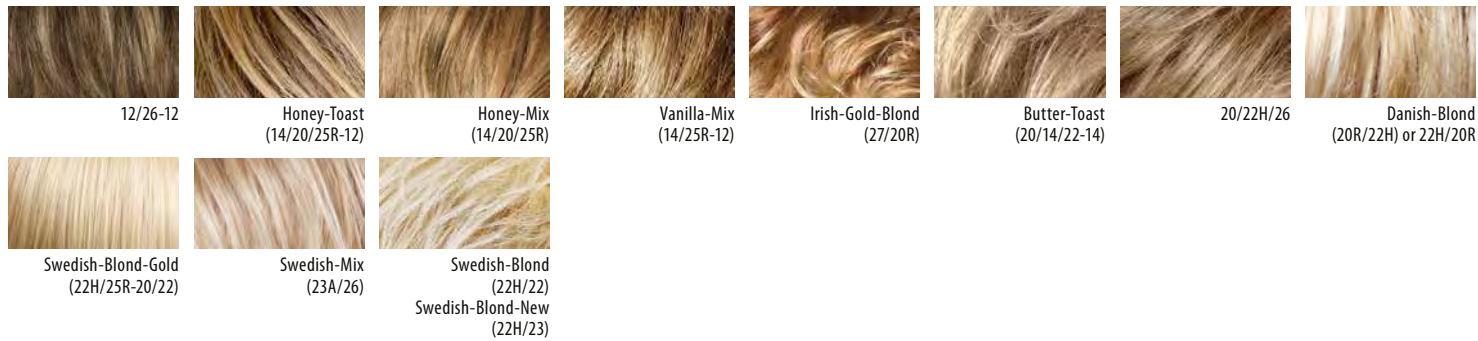 12/26-12
Honey-Toast
(14/20/25R-12)
Honey-Mix
(14/20/25R)
Vanilla-Mix
(14/25R-12)
Irish-Gold-Blond
(27/20R)
Butter-Toast
(20/14/22-14)
20/22H/26
Danish-Blond
(20R/22H) or 22H/20R
Swedish-Blond-Gold
(22H/25R-20/22)
Swedish-Mix
(23A/26)
Swedish-Blond
(22H/22)
Swedish-Blond-New
(22H/23)